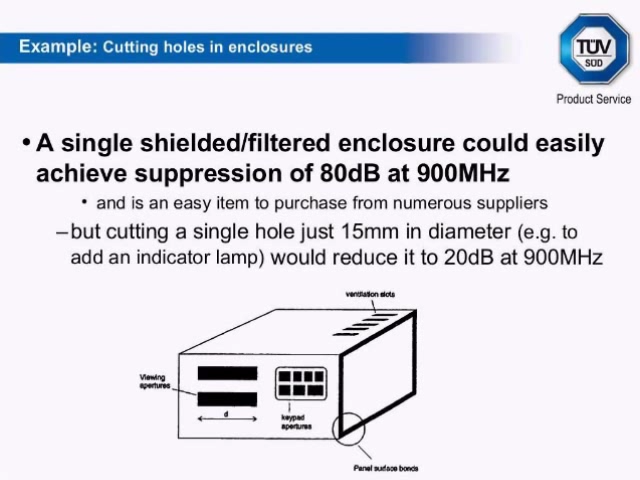 Example: Cutting holes in enclosures
TÜV
SÜD
Product Service
• A single shielded/filtered enclosure could easily
achieve suppression of 80dB at 900MHz
• and is an easy item to purchase from numerous suppliers
–but cutting a single hole just 15mm in diameter (e.g. to
add an indicator lamp) would reduce it to 20dB at 900MHz
ventilation slots
Viewing
apertures
d
keypad
apertures
Panel surface bonds